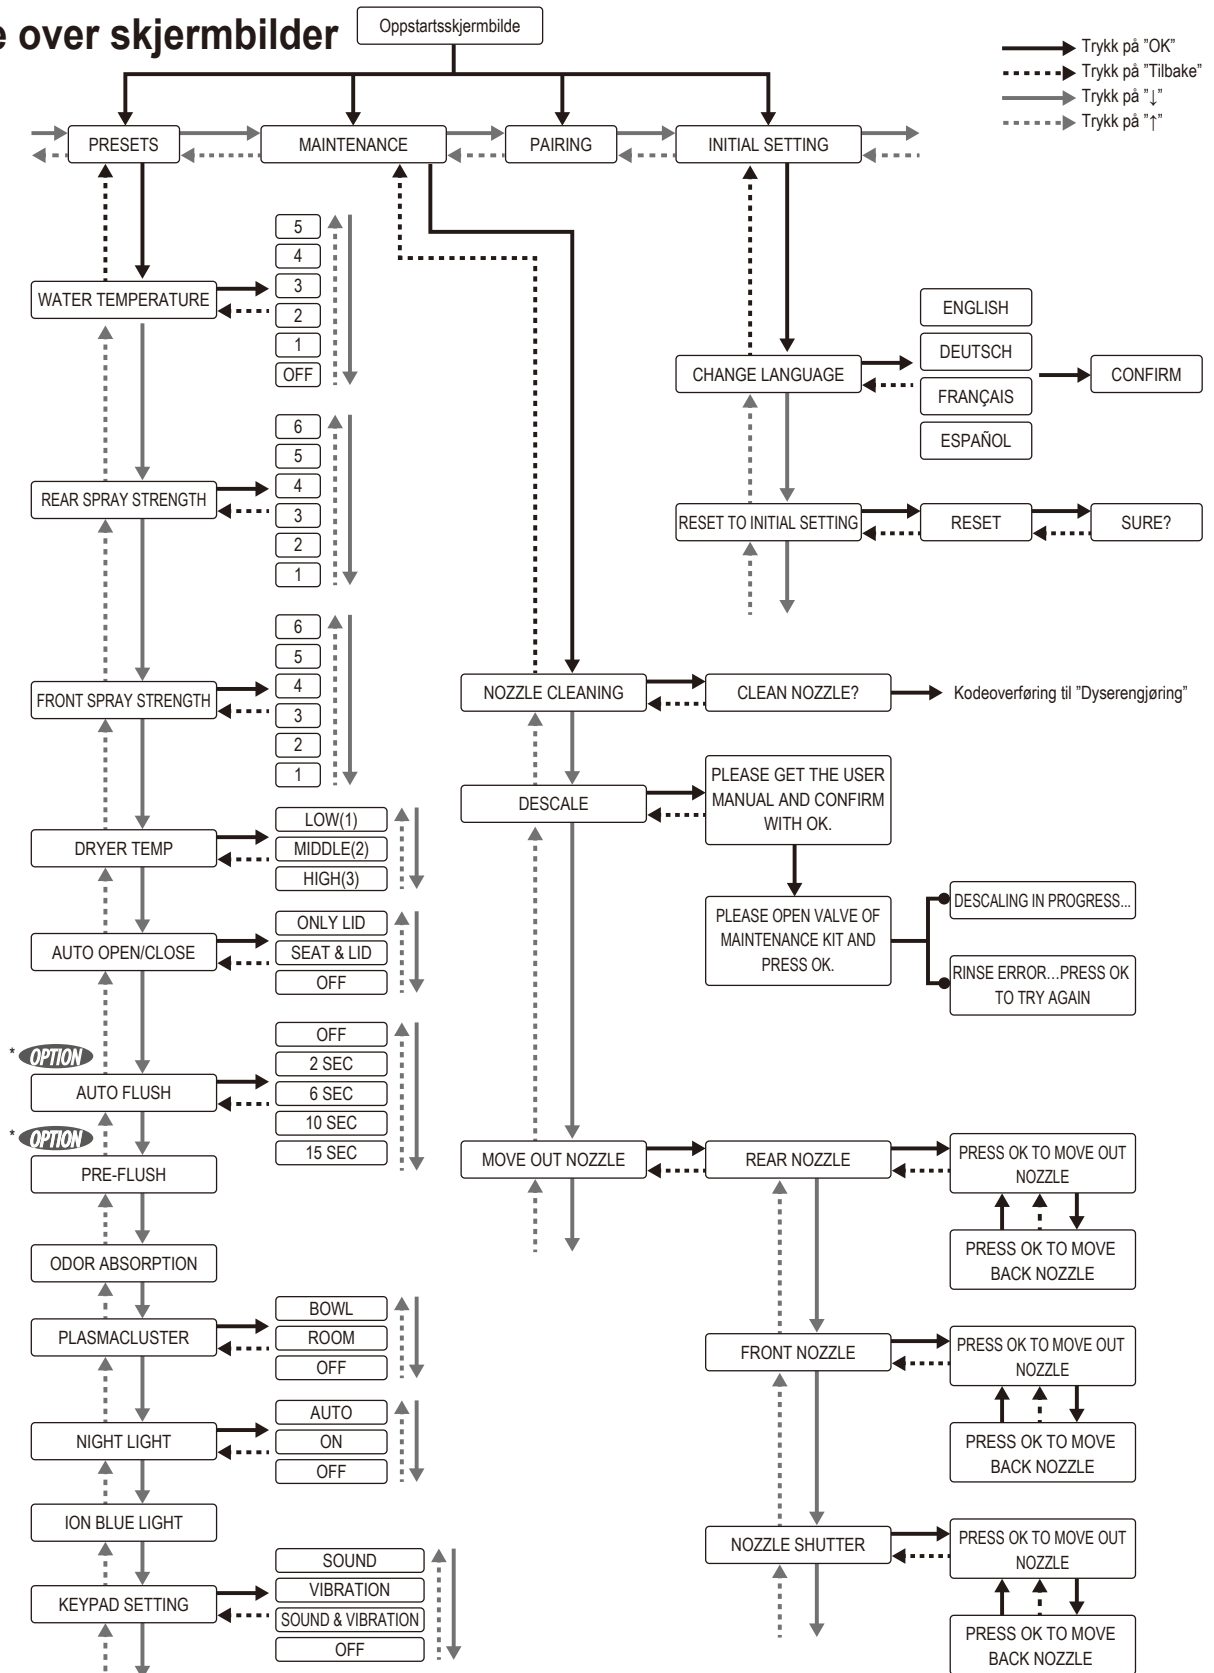 e over skjermbilder
Oppstartsskjermbilde
Trykk på "OK"
Trykk på "Tilbake"
Trykk på "↓"
Trykk på "↑"
PRESETS
MAINTENANCE
PAIRING
INITIAL SETTING
WATER TEMPERATURE
5
4
3
2
1
OFF
REAR SPRAY STRENGTH
6
5
4
3
2
1
FRONT SPRAY STRENGTH
6
5
4
3
2
1
DRYER TEMP
LOW(1)
MIDDLE(2)
HIGH(3)
AUTO OPEN/CLOSE
ONLY LID
SEAT & LID
OFF
* OPTION
AUTO FLUSH
OFF
2 SEC
6 SEC
10 SEC
15 SEC
* OPTION
PRE-FLUSH
ODOR ABSORPTION
PLASMACLUSTER
BOWL
ROOM
OFF
NIGHT LIGHT
AUTO
ON
OFF
ION BLUE LIGHT
KEYPAD SETTING
SOUND
VIBRATION
SOUND & VIBRATION
OFF
NOZZLE CLEANING
CLEAN NOZZLE?
Kodeoverføring til "Dyserengjøring"
DESCALE
PLEASE GET THE USER
MANUAL AND CONFIRM
WITH OK.
PLEASE OPEN VALVE OF
MAINTENANCE KIT AND
PRESS OK.
DESCALING IN PROGRESS...
RINSE ERROR...PRESS OK
TO TRY AGAIN
MOVE OUT NOZZLE
REAR NOZZLE
PRESS OK TO MOVE OUT
NOZZLE
PRESS OK TO MOVE
BACK NOZZLE
FRONT NOZZLE
PRESS OK TO MOVE OUT
NOZZLE
PRESS OK TO MOVE
BACK NOZZLE
NOZZLE SHUTTER
PRESS OK TO MOVE OUT
NOZZLE
PRESS OK TO MOVE
BACK NOZZLE
CHANGE LANGUAGE
ENGLISH
DEUTSCH
FRANÇAIS
ESPAÑOL
CONFIRM
RESET TO INITIAL SETTING
RESET
SURE?